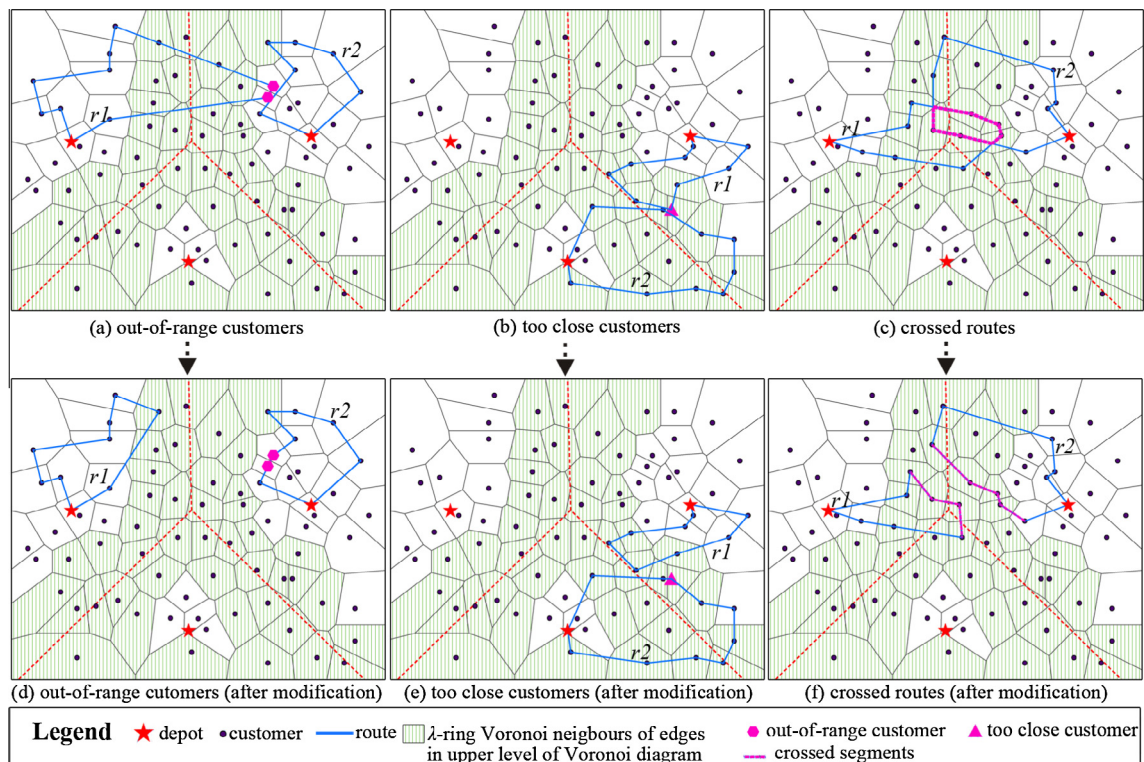 r2
r1
r1
r2
r1
r2
(a) out-of-range customers
(b) too close customers
(c) crossed routes
r2
r1
r1
r2
r1
r2
(d) out-of-range cutomers (after modification)
(e) too close customers (after modification)
(f) crossed routes (after modification)
Legend
depot
customer
route
λ-ring Voronoi neigbours of edges
in upper level of Voronoi diagram
out-of-range customer
too close customer
crossed segments